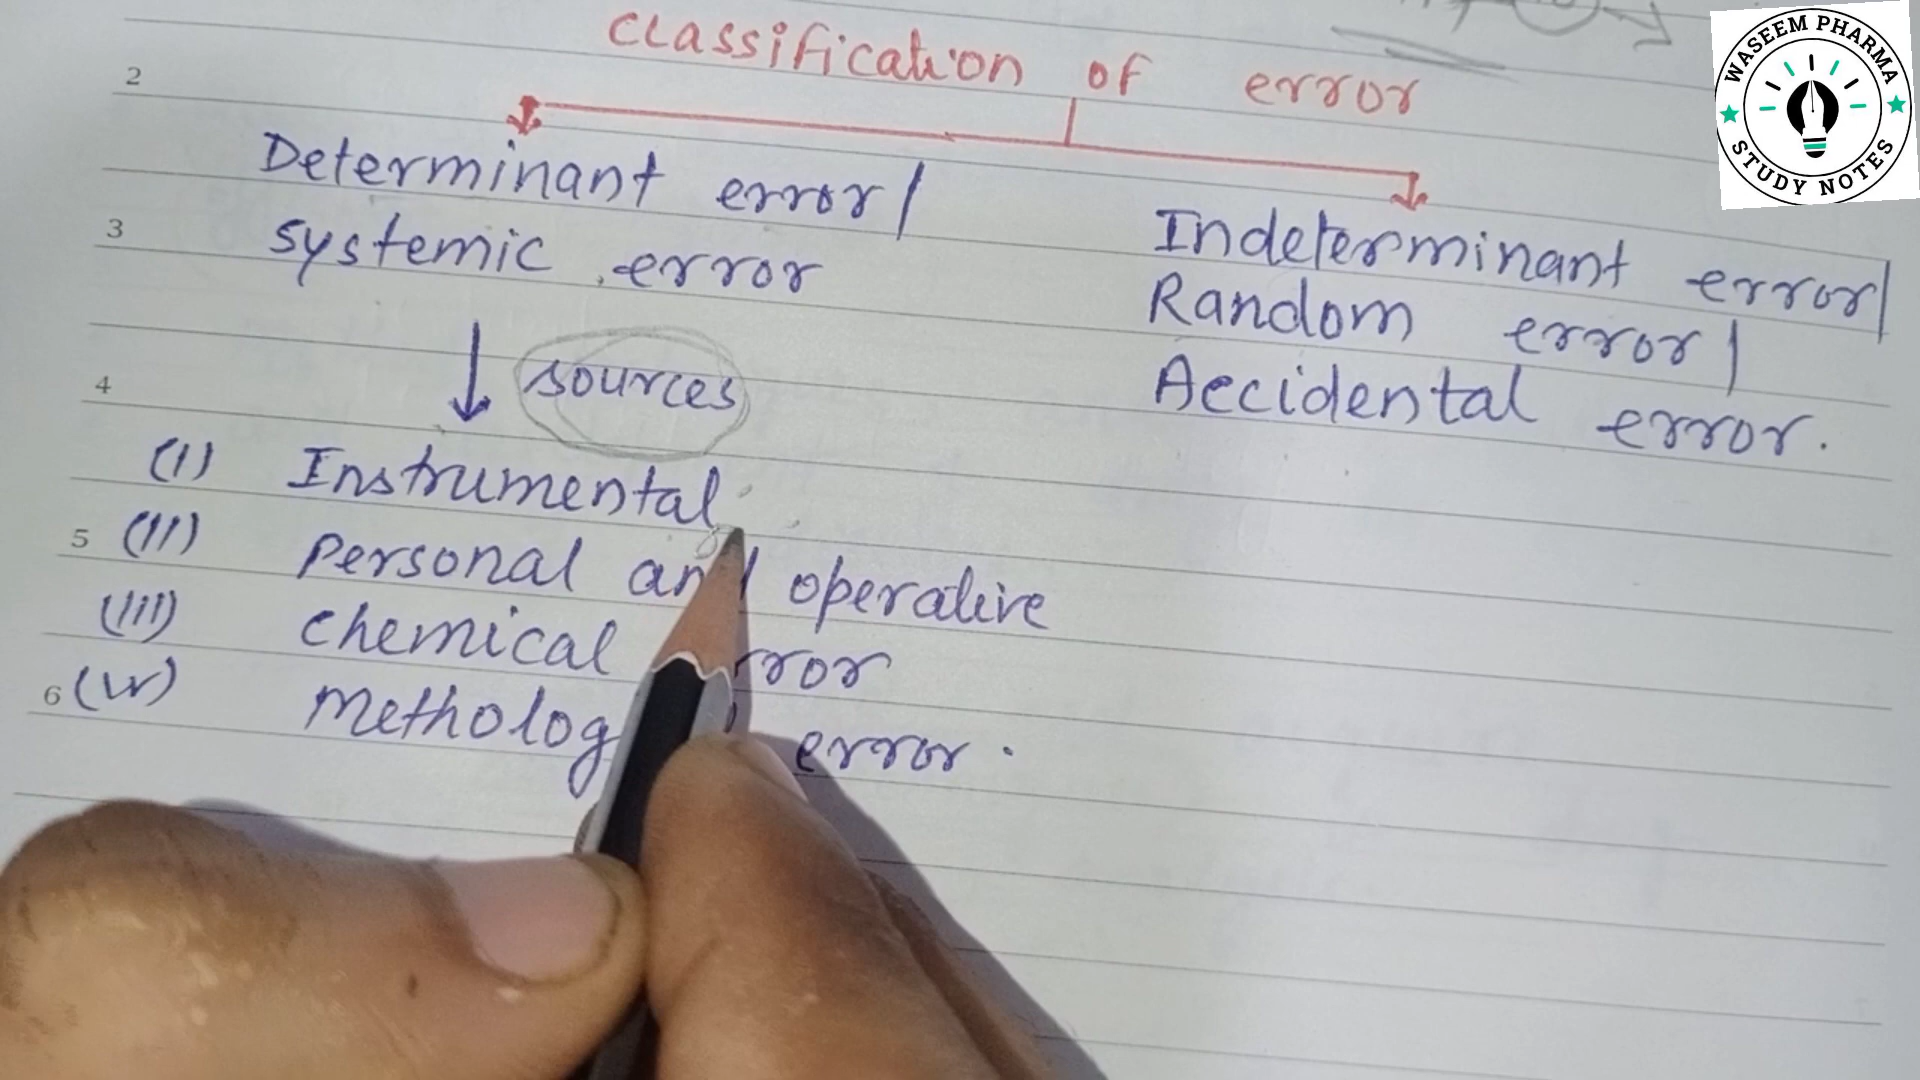 classification of error
Determinant error/
systemic error
Indeterminant error/
Random error/
Accidental error.
sources
(I) Instrumental
(II) Personal and operative
(III) chemical
(IV) error.
2
3
4
5
6
WASEEM PHARMA
STUDY NOTES